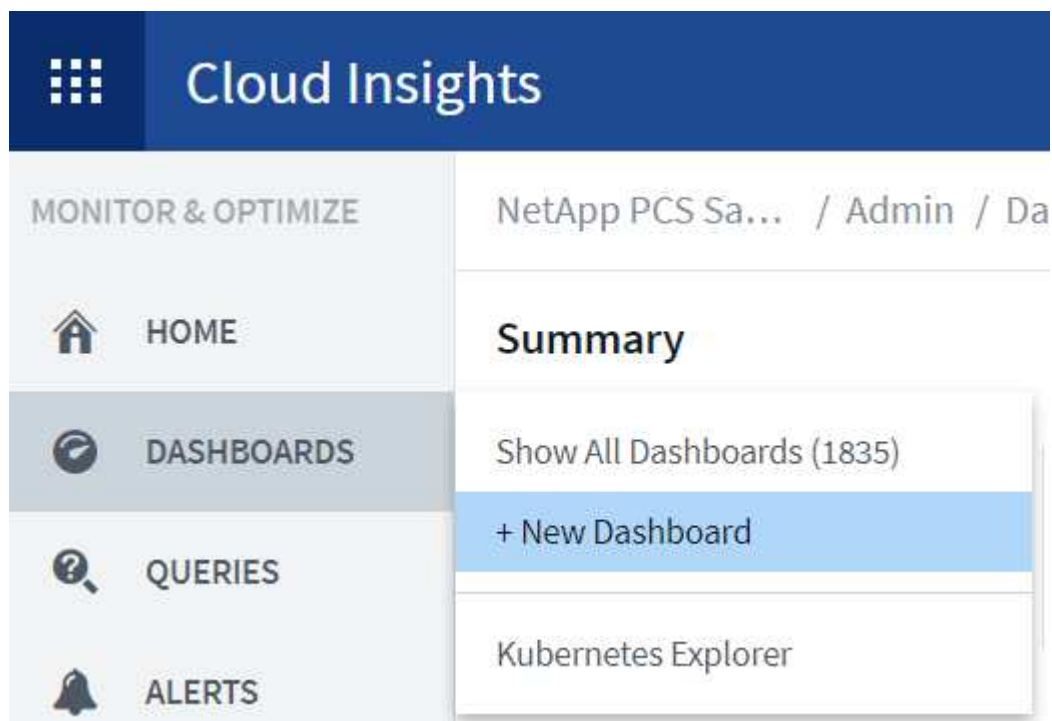 Cloud Insights
MONITOR & OPTIMIZE
NetApp PCS Sa... / Admin / Da
HOME
Summary
DASHBOARDS
Show All Dashboards (1835)
+ New Dashboard
QUERIES
Kubernetes Explorer
ALERTS